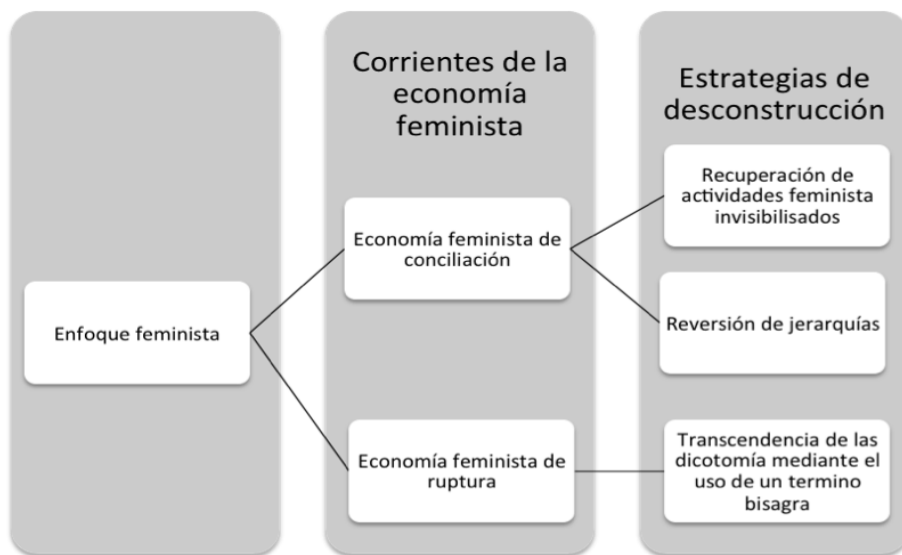 Enfoque feminista
Corrientes de la
economía
feminista
Economía feminista de
conciliación
Economía feminista de
ruptura
Estrategias de
desconstrucción
Recuperación de
actividades feminista
invisibilisados
Reversión de jerarquías
Transcendencia de las
dicotomía mediante el
uso de un termino
bisagra